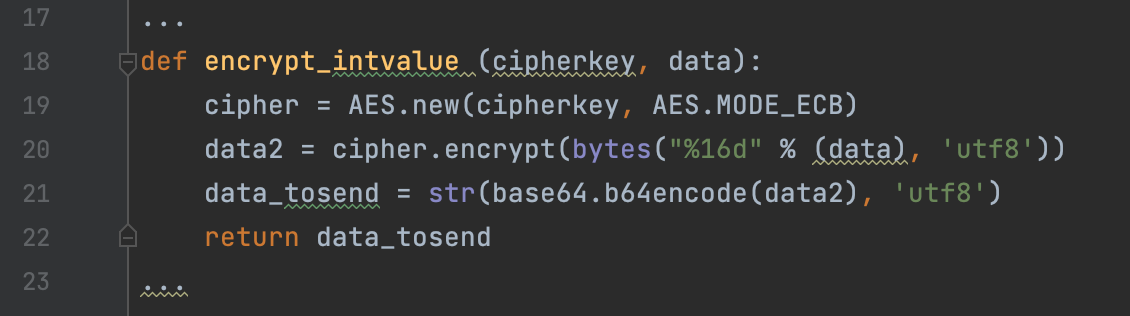 17 ...
18 def encrypt_intvalue (cipherkey, data):
19     cipher = AES.new(cipherkey, AES.MODE_ECB)
20     data2 = cipher.encrypt(bytes("%16d" % (data), 'utf8'))
21     data_tosend = str(base64.b64encode(data2), 'utf8')
22     return data_tosend
23 ...